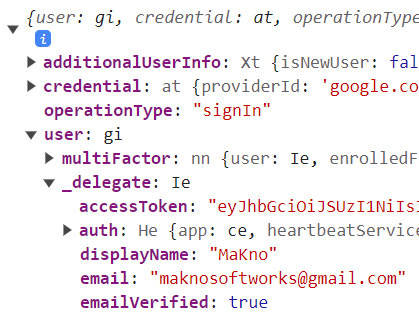 {user: gi, credential: at, operationType
i
additionalUserInfo: Xt {isNewUser: fal
credential: at {providerId: 'google.co
operationType: "signIn"
user: gi
multiFactor: nn {user: Ie, enrolledF
_delegate: Ie
accessToken: "eyJhbGciOiJSUzI1NiIsI
auth: He {app: ce, heartbeatService
displayName: "MaKno"
email: "maknosoftworks@gmail.com"
emailVerified: true